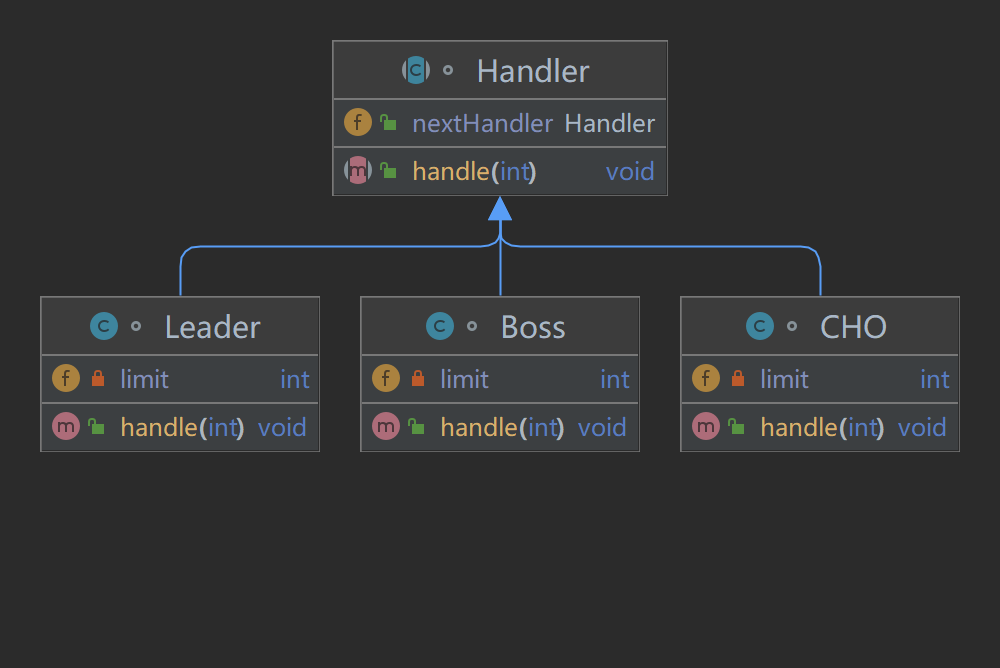 Handler
nextHandler Handler
handle(int) void
Leader
limit int
handle(int) void
Boss
limit int
handle(int) void
CHO
limit int
handle(int) void